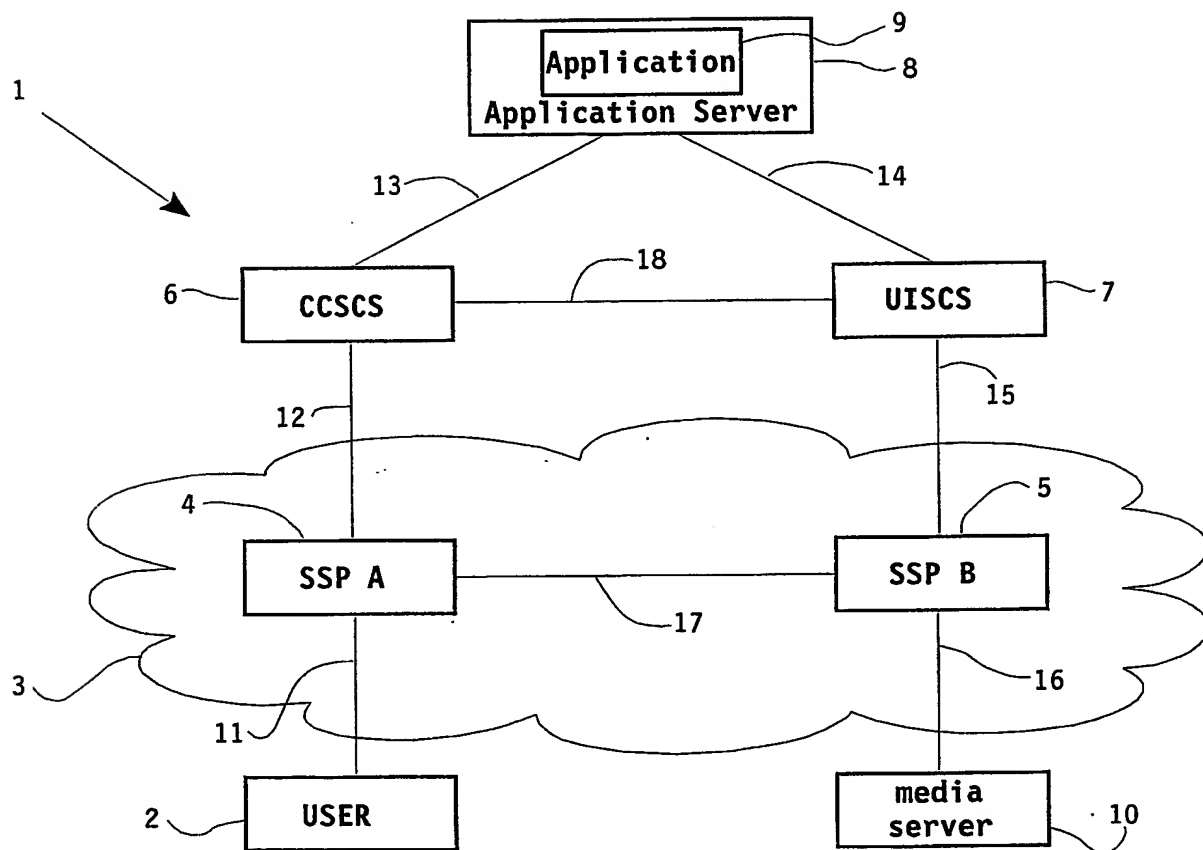 9
Application
8
1
Application Server
13
14
18
6
CCSCS
UISCS
7
12
15
4
5
SSP A
SSP B
17
3
11
16
2
USER
media
server
10